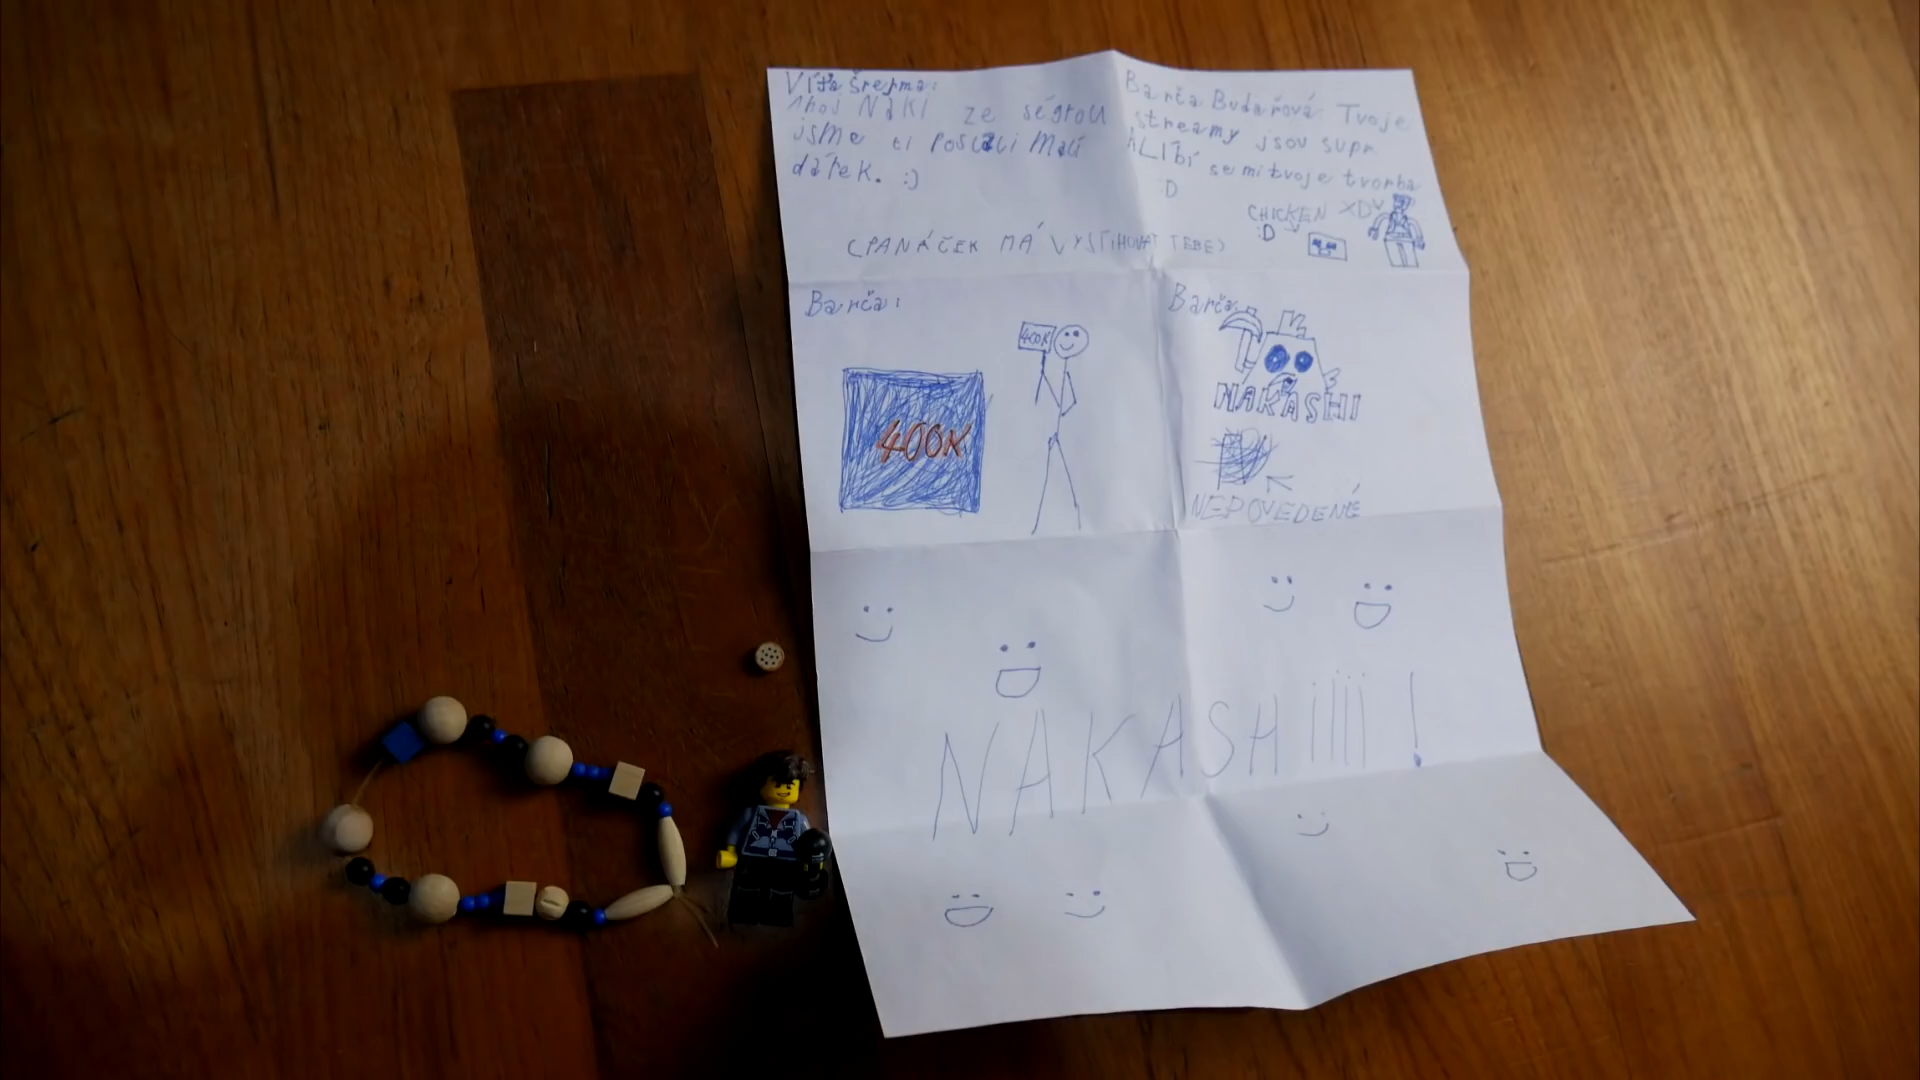 Víťa Šrejma:
Ahoj NAKI ze ségrou
jsme ti poslali Malí
dárek. :)
(PANÁČEK MÁ VYSTIHOVAT TEBE)
Barča Budařová: Tvoje
streamy jsou supr
A LÍbí se mi tvoje tvorba
:D
CHICKEN XD
:D
Barča:
400K
400K
Barča:
NAKASHI
NEPOVEDENÉ
NAKASHiiii!